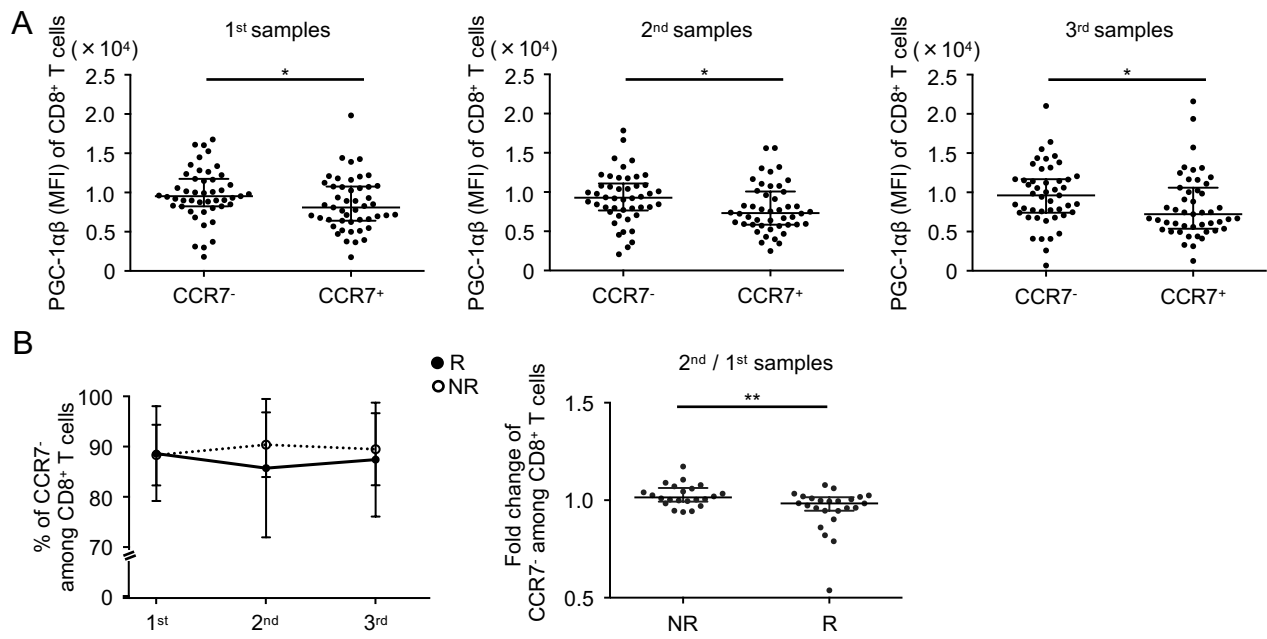 A
1st samples
2nd samples
3rd samples
PGC-1αβ (MFI) of CD8+ T cells
(×10⁴)
2.5
2.0
1.5
1.0
0.5
0
CCR7-
CCR7+
*
PGC-1αβ (MFI) of CD8+ T cells
(×10⁴)
2.5
2.0
1.5
1.0
0.5
0
CCR7-
CCR7+
*
PGC-1αβ (MFI) of CD8+ T cells
(×10⁴)
2.5
2.0
1.5
1.0
0.5
0
CCR7-
CCR7+
*
B
R
NR
% of CCR7-
among CD8+ T cells
100
90
80
70
0
1st
2nd
3rd
2nd / 1st samples
**
Fold change of
CCR7- among CD8+ T cells
1.5
1.0
0.5
NR
R